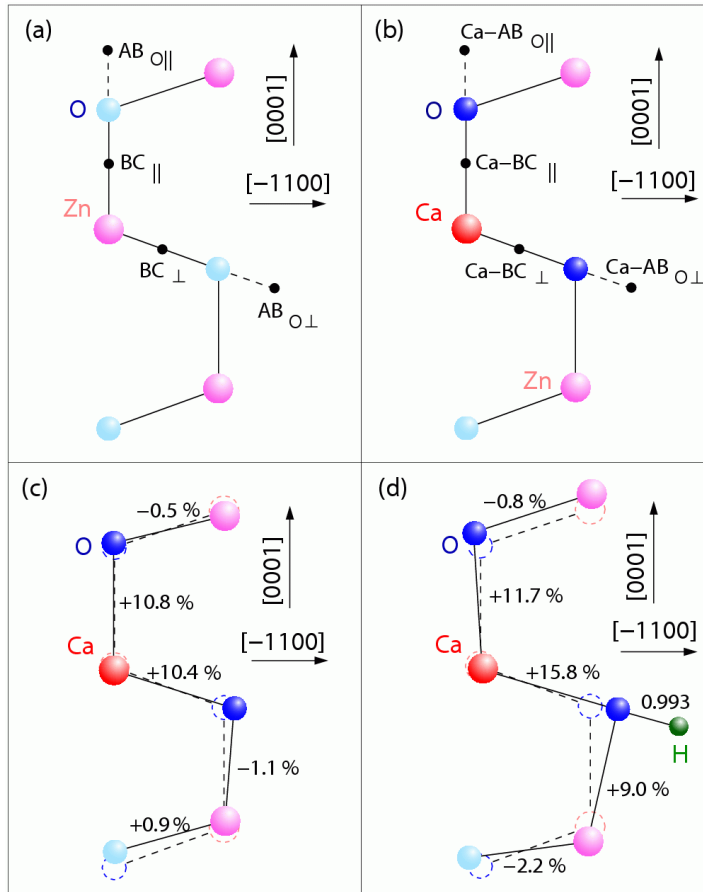 (a)
AB O||
O
[0001]
BC ||
[−1100]
Zn
BC ⊥
AB O⊥
(b)
Ca−AB O||
O
[0001]
Ca−BC ||
[−1100]
Ca
Ca−BC ⊥
Ca−AB O⊥
Zn
(c)
−0.5 %
O
[0001]
+10.8 %
[−1100]
Ca
+10.4 %
−1.1 %
+0.9 %
(d)
−0.8 %
O
[0001]
+11.7 %
[−1100]
Ca
+15.8 %
0.993
H
+9.0 %
−2.2 %